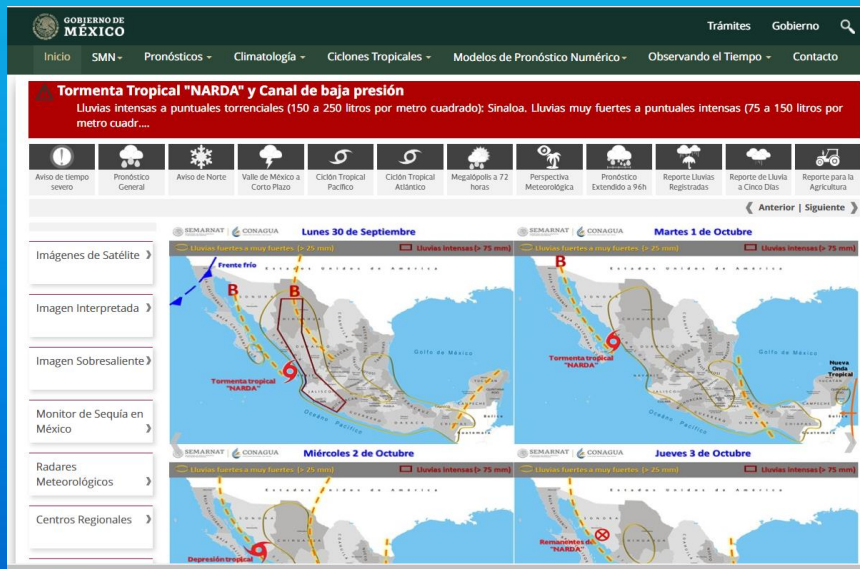 GOBIERNO DE
MÉXICO
Trámites Gobierno
Inicio SMN Pronósticos Climatología Ciclones Tropicales Modelos de Pronóstico Numérico Observando el Tiempo Contacto
Tormenta Tropical "NARDA" y Canal de baja presión
Lluvias intensas a puntuales torrenciales (150 a 250 litros por metro cuadrado): Sinaloa. Lluvias muy fuertes a puntuales intensas (75 a 150 litros por
metro cuadr....
Aviso de tiempo
severo
Pronóstico
General
Aviso de Norte
Valle de México a
Corto Plazo
Ciclón Tropical
Pacífico
Ciclón Tropical
Atlántico
Megalópolis a 72
horas
Perspectiva
Meteorológica
Pronóstico
Extendido a 96h
Reporte Lluvias
Registradas
Reporte de Lluvia
a Cinco Días
Reporte para la
Agricultura
Anterior | Siguiente
Imágenes de Satélite
Imagen Interpretada
Imagen Sobresaliente
Monitor de Sequía en
México
Radares
Meteorológicos
Centros Regionales
SEMARNAT CONAGUA Lunes 30 de Septiembre
Lluvias fuertes a muy fuertes (> 25 mm) Lluvias intensas (> 75 mm)
Frente frío
B
B
Tormenta tropical
"NARDA"
Golfo de México
Océano Pacífico
SEMARNAT CONAGUA Martes 1 de Octubre
Lluvias fuertes a muy fuertes (> 25 mm) Lluvias intensas (> 75 mm)
B
Tormenta tropical
"NARDA"
Golfo de México
Nueva
Onda
Tropical
Océano Pacífico
SEMARNAT CONAGUA Miércoles 2 de Octubre
Lluvias fuertes a muy fuertes (> 25 mm) Lluvias intensas (> 75 mm)
Depresión tropical
SEMARNAT CONAGUA Jueves 3 de Octubre
Lluvias fuertes a muy fuertes (> 25 mm) Lluvias intensas (> 75 mm)
Remanentes de
"NARDA"